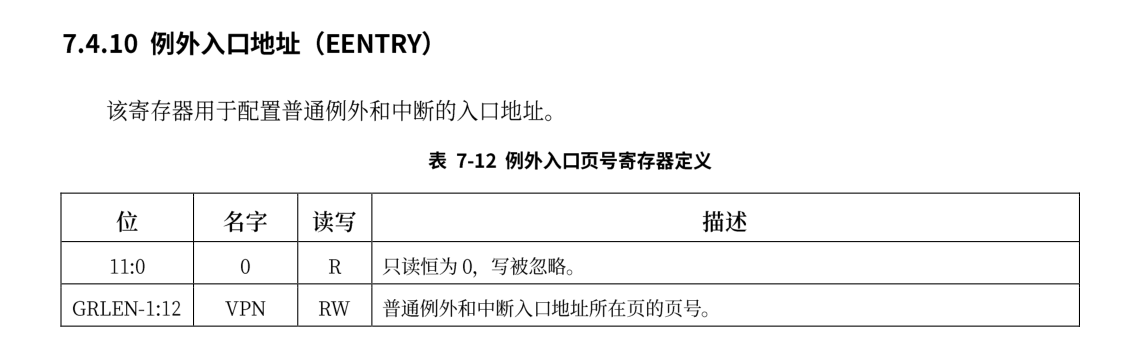 7.4.10 例外入口地址（EENTRY）
该寄存器用于配置普通例外和中断的入口地址。
表 7-12 例外入口页号寄存器定义
位 名字 读写 描述
11:0 0 R 只读恒为 0，写被忽略。
GRLEN-1:12 VPN RW 普通例外和中断入口地址所在页的页号。